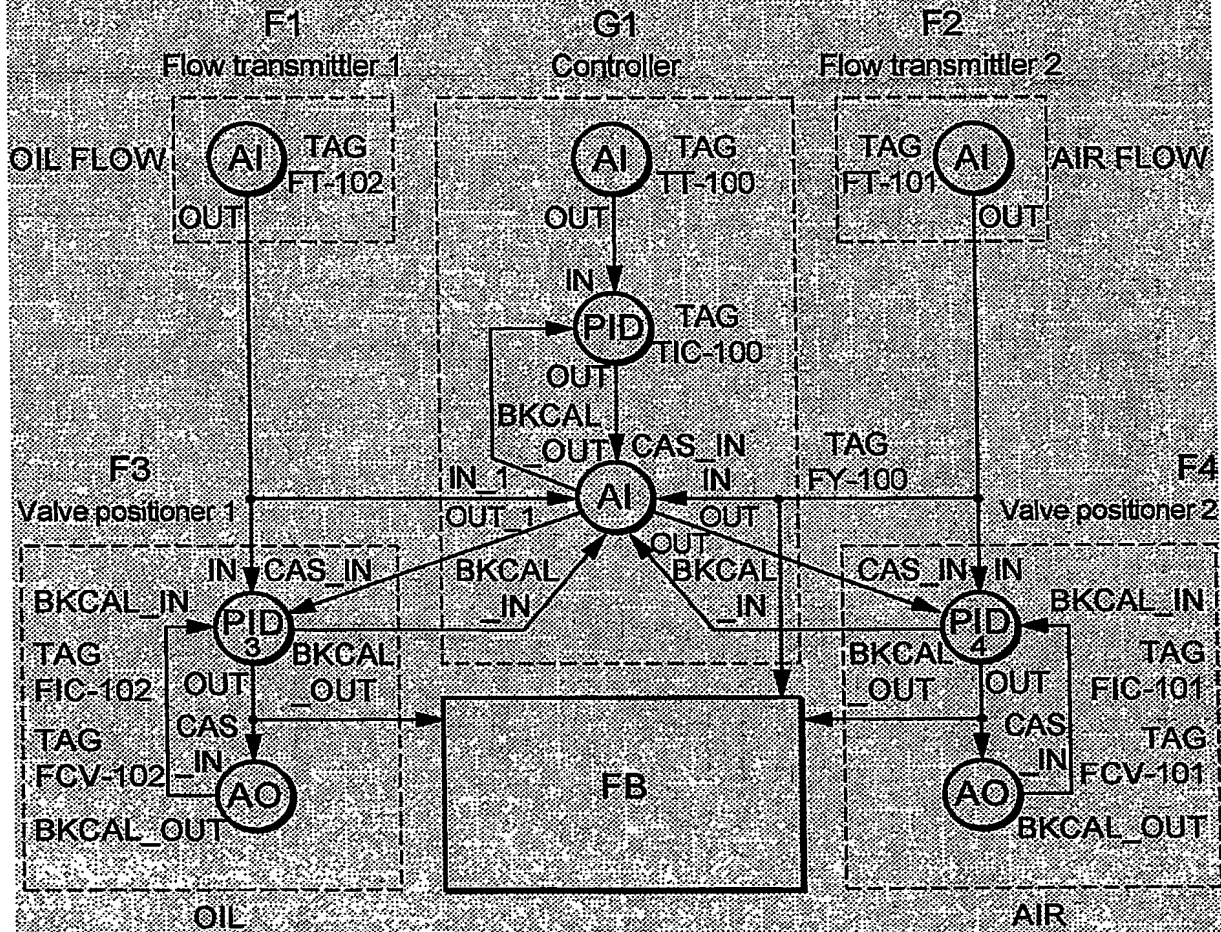 F1
Flow transmittler 1
G1
Controller
F2
Flow transmittler 2
OIL FLOW
AI
TAG
FT-102
OUT
AI
TAG
TT-100
OUT
TAG
FT-101
AI
AIR FLOW
OUT
IN
PID
TAG
TIC-100
OUT
BKCAL
_OUT
CAS_IN
TAG
FY-100
F3
Valve positioner 1
IN_1
OUT_1
AI
IN
OUT
OUT
F4
Valve positioner 2
IN
CAS_IN
BKCAL
_IN
BKCAL
_IN
CAS_IN
IN
BKCAL_IN
PID
3
BKCAL
_OUT
TAG
FIC-102
OUT
CAS
_IN
TAG
FCV-102
AO
BKCAL_OUT
BKCAL_IN
PID
4
BKCAL
_OUT
OUT
TAG
FIC-101
CAS
_IN
TAG
FCV-101
AO
BKCAL_OUT
FB
OIL
AIR